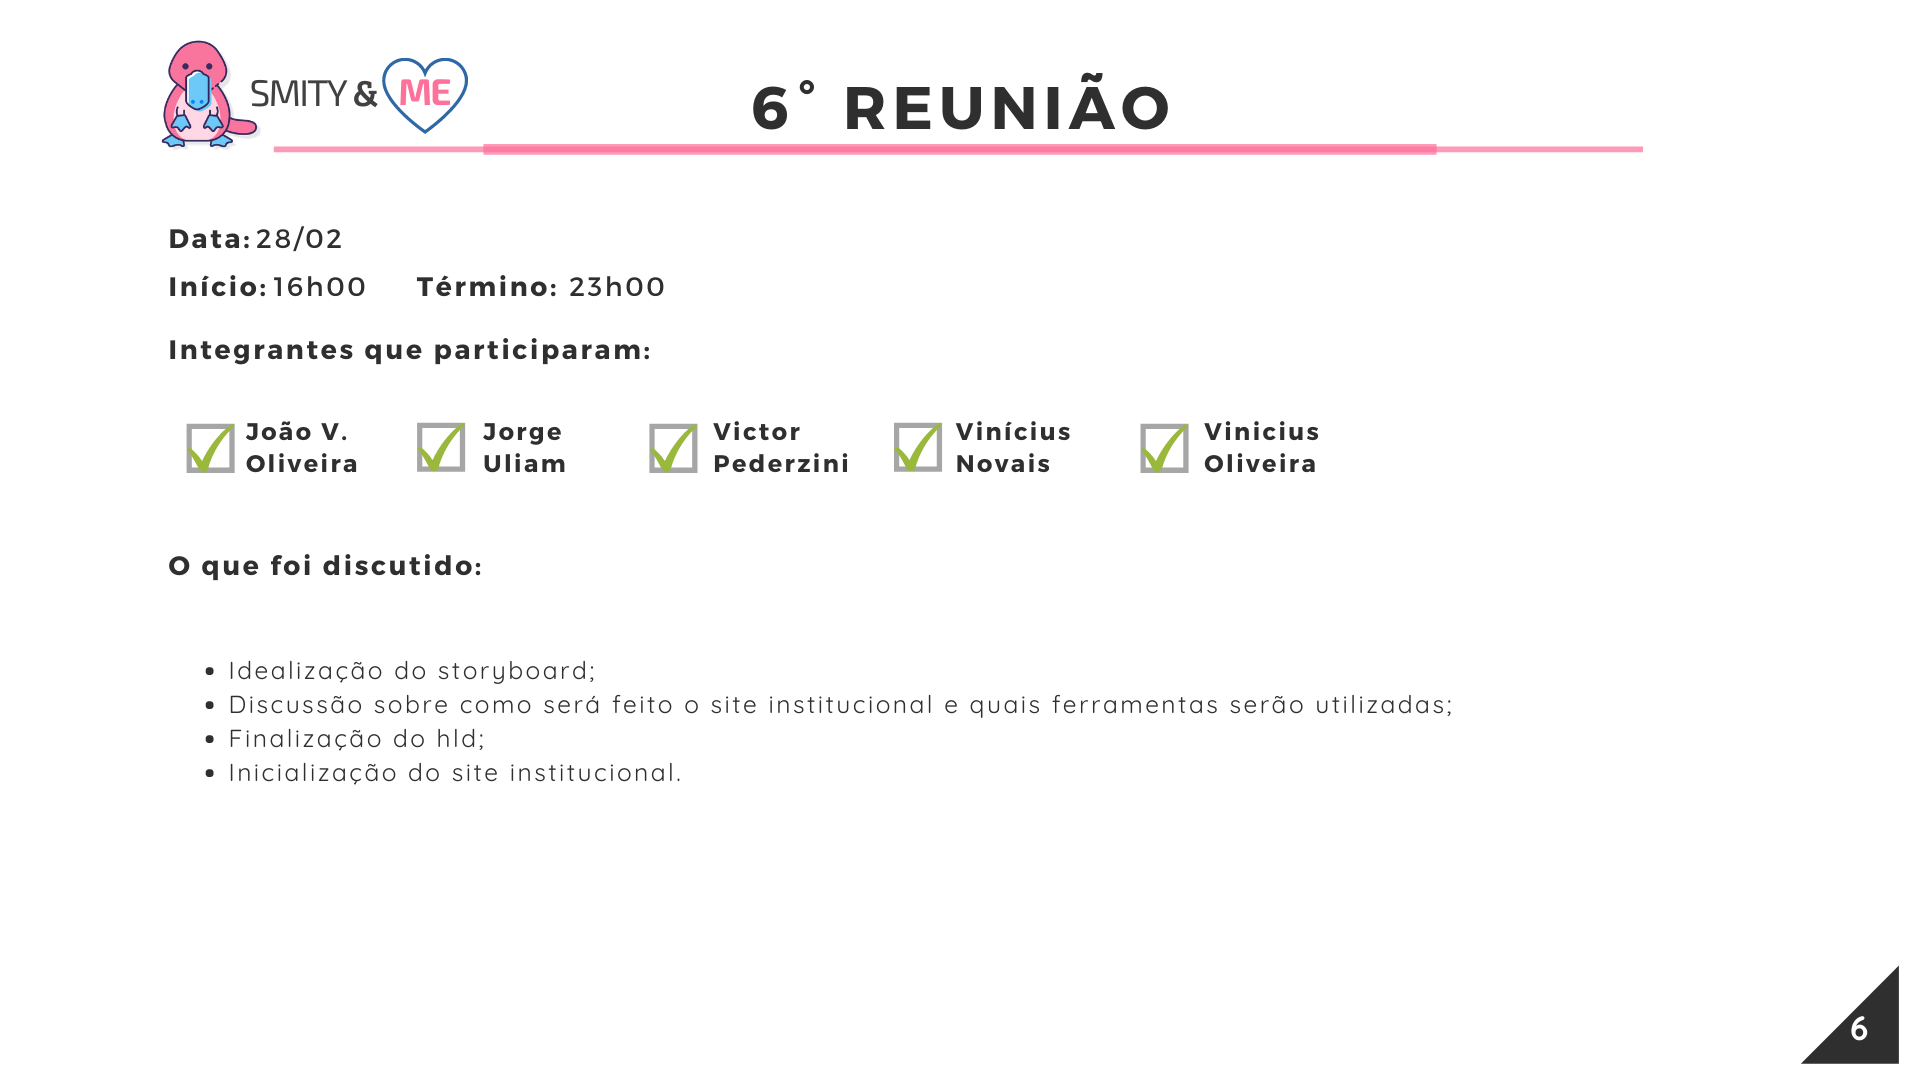 SMITY & ME
6° REUNIÃO
Data: 28/02
Início: 16h00 Término: 23h00
Integrantes que participaram:
João V. Oliveira
Jorge Uliam
Victor Pederzini
Vinícius Novais
Vinicius Oliveira
O que foi discutido:
• Idealização do storyboard;
• Discussão sobre como será feito o site institucional e quais ferramentas serão utilizadas;
• Finalização do hld;
• Inicialização do site institucional.
6